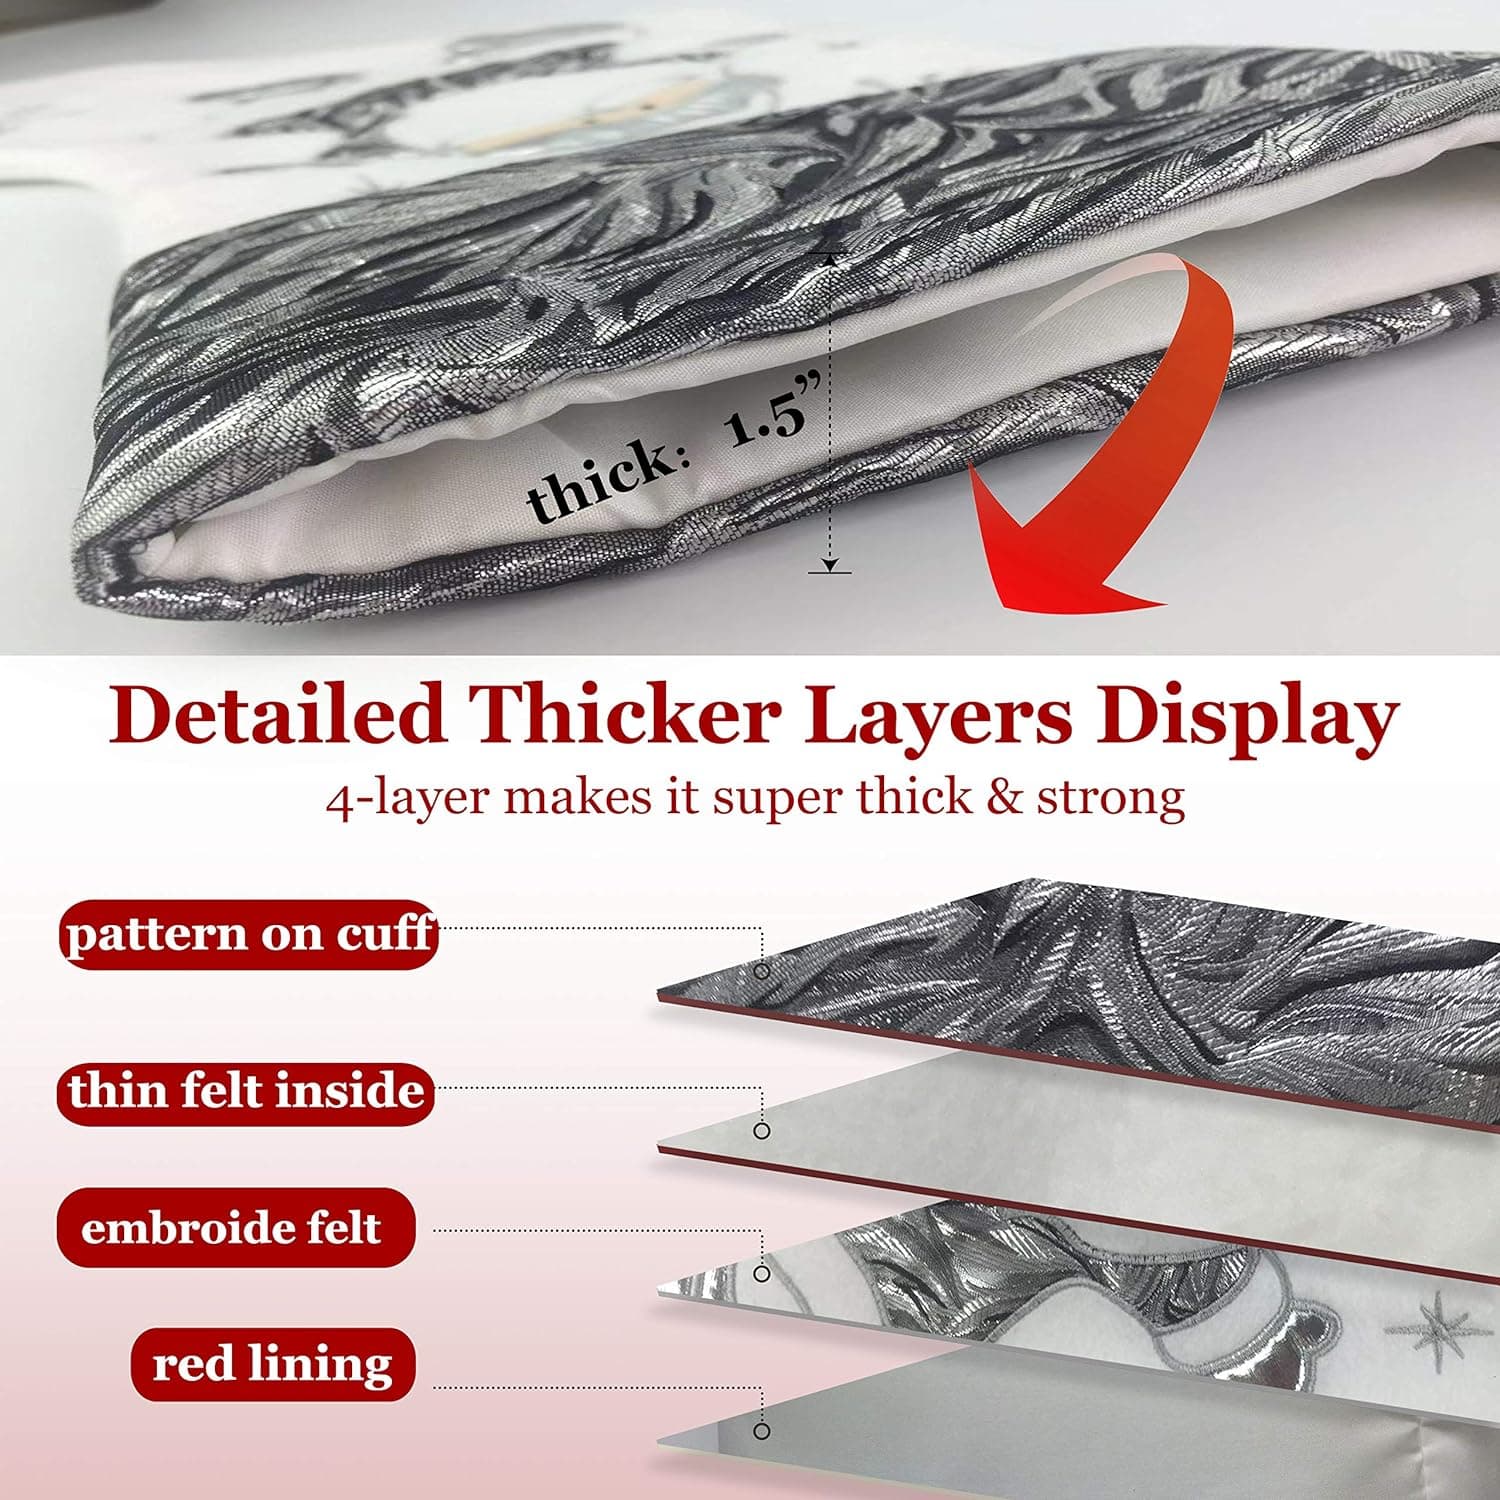 thick: 1.5”
Detailed Thicker Layers Display
4-layer makes it super thick & strong
pattern on cuff
thin felt inside
embroide felt
red lining